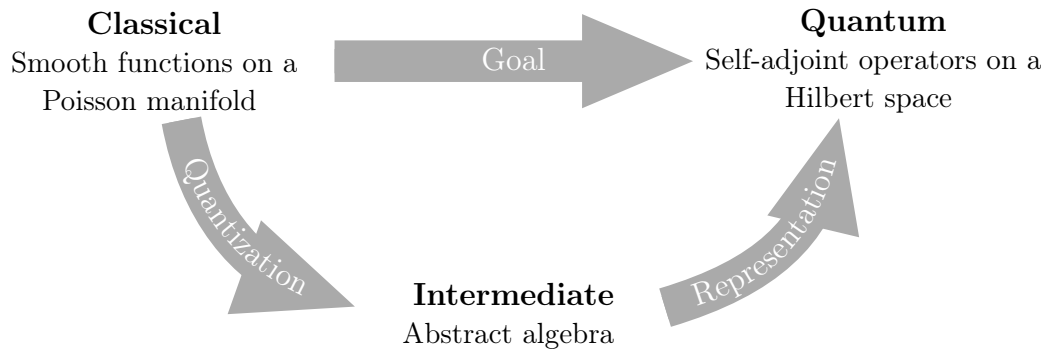 Classical
Smooth functions on a
Poisson manifold
Goal
Quantum
Self-adjoint operators on a
Hilbert space
Quantization
Representation
Intermediate
Abstract algebra